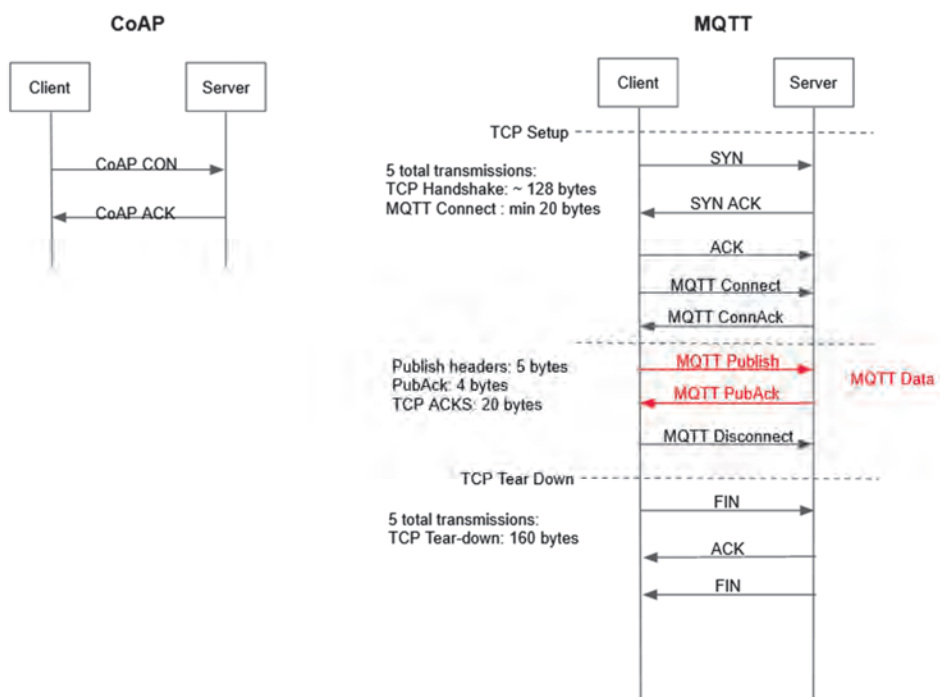 CoAP
Client
Server
CoAP CON
CoAP ACK
MQTT
Client
Server
TCP Setup
5 total transmissions:
TCP Handshake: ~ 128 bytes
MQTT Connect : min 20 bytes
SYN
SYN ACK
ACK
MQTT Connect
MQTT ConnAck
Publish headers: 5 bytes
PubAck: 4 bytes
TCP ACKS: 20 bytes
MQTT Publish
MQTT PubAck
MQTT Data
MQTT Disconnect
TCP Tear Down
5 total transmissions:
TCP Tear-down: 160 bytes
FIN
ACK
FIN